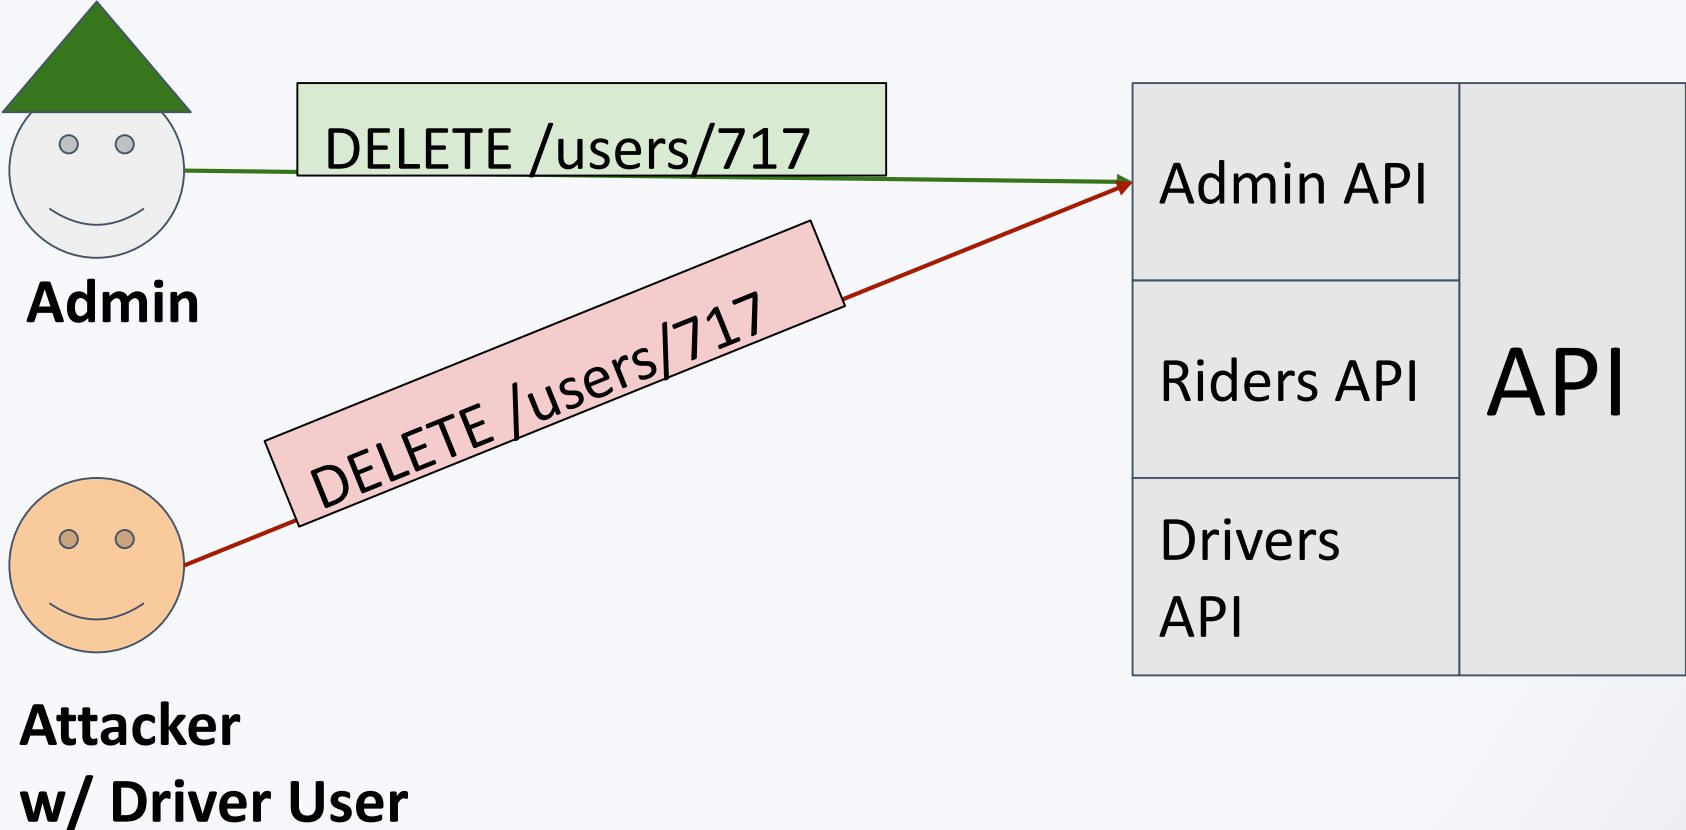 DELETE /users/717
Admin
DELETE /users/717
Attacker
w/ Driver User
Admin API
Riders API
Drivers
API
API